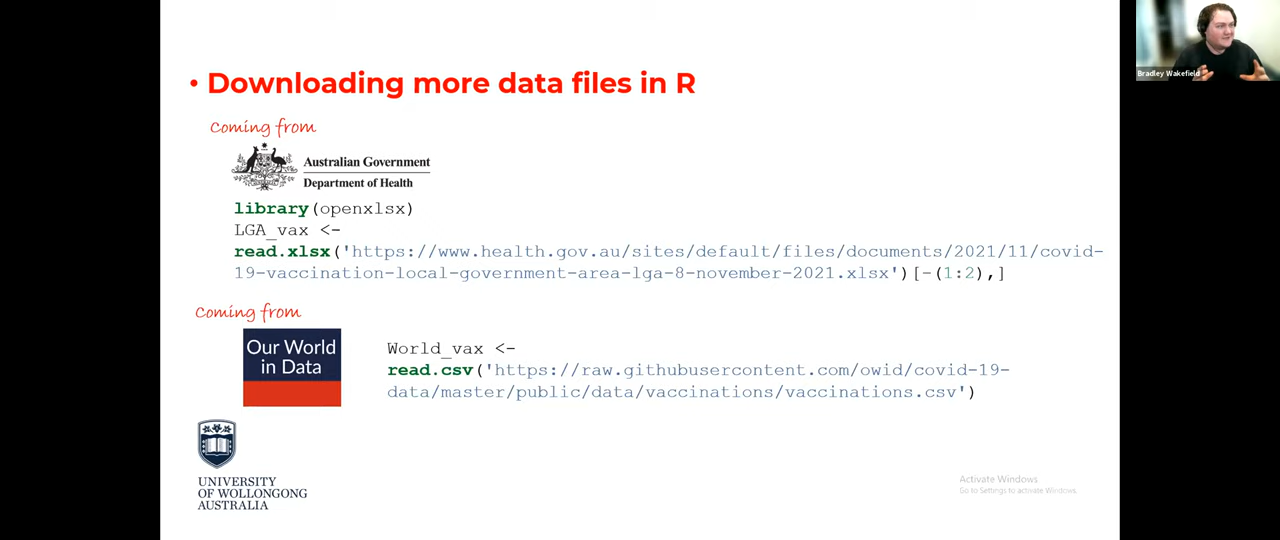 • Downloading more data files in R
Bradley Wakefield
Coming from
Australian Government
Department of Health
library(openxlsx)
LGA_vax <-
read.xlsx('https://www.health.gov.au/sites/default/files/documents/2021/11/covid-
19-vaccination-local-government-area-lga-8-november-2021.xlsx')[-(1:2),]
Coming from
Our World
in Data
World_vax <-
read.csv('https://raw.githubusercontent.com/owid/covid-19-
data/master/public/data/vaccinations/vaccinations.csv')
UNIVERSITY
OF WOLLONGONG
AUSTRALIA
Activate Windows
Go to Settings to activate Windows.